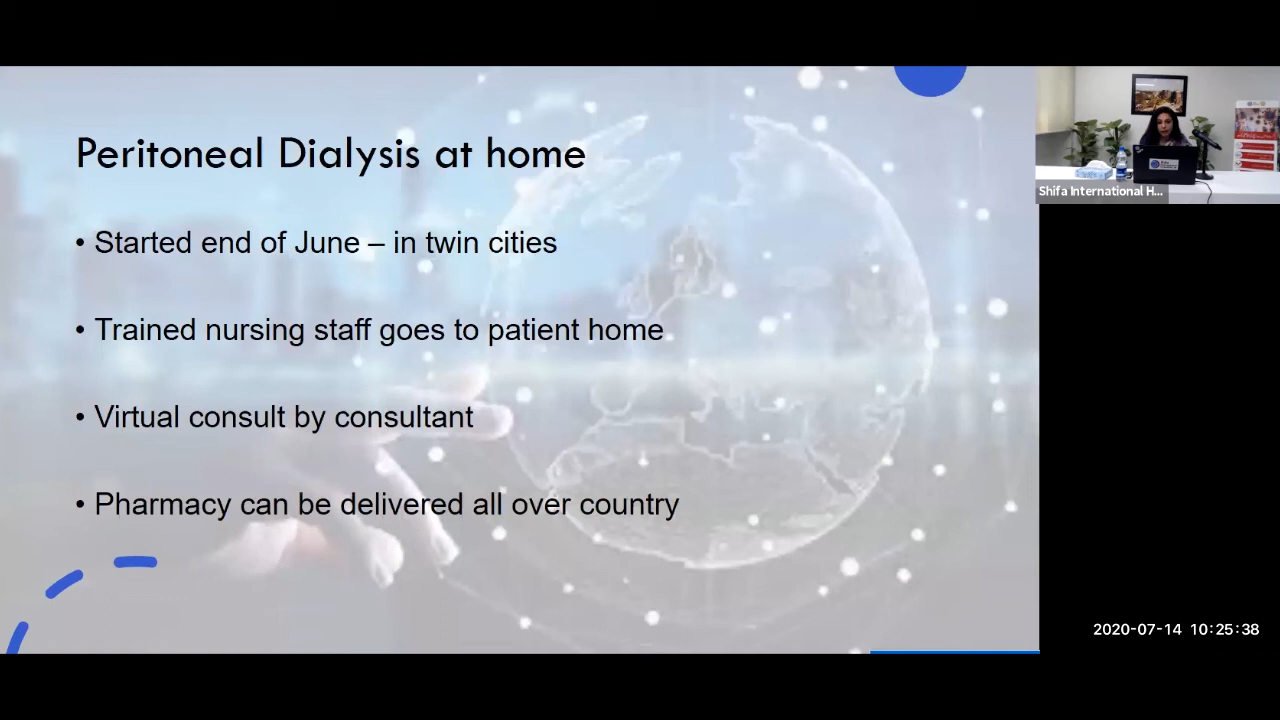 Peritoneal Dialysis at home
• Started end of June – in twin cities
• Trained nursing staff goes to patient home
• Virtual consult by consultant
• Pharmacy can be delivered all over country
Shifa International H...
2020-07-14 10:25:38